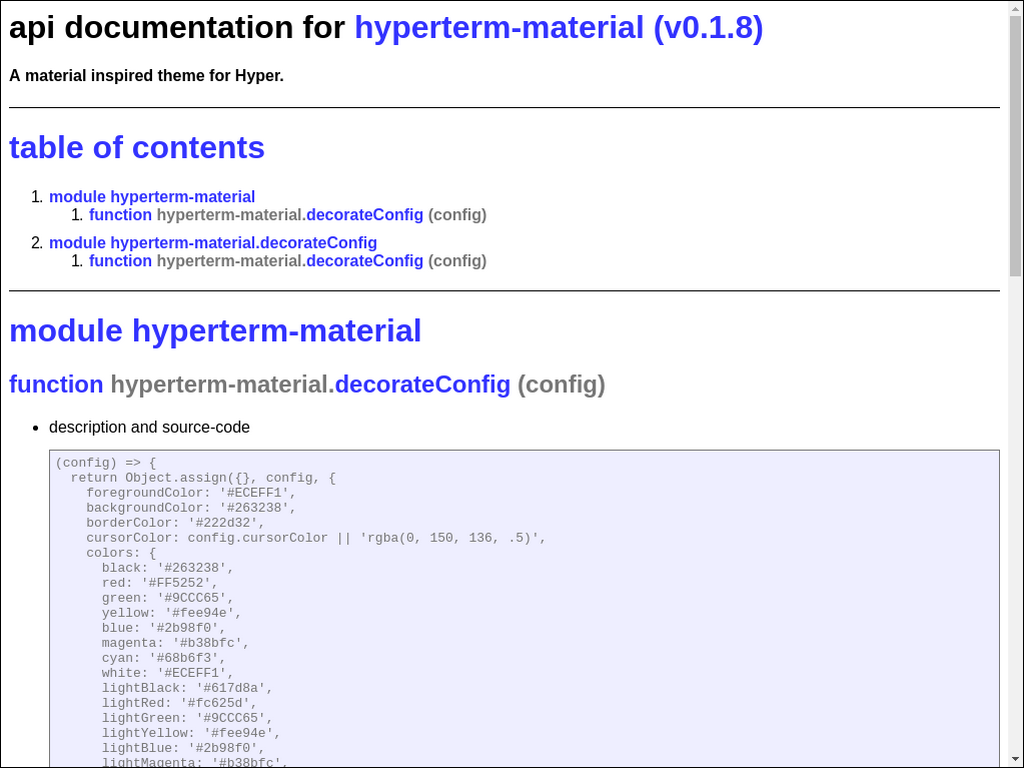 api documentation for hyperterm-material (v0.1.8)
A material inspired theme for Hyper.
table of contents
1. module hyperterm-material
1. function hyperterm-material.decorateConfig (config)
2. module hyperterm-material.decorateConfig
1. function hyperterm-material.decorateConfig (config)
module hyperterm-material
function hyperterm-material.decorateConfig (config)
• description and source-code
(config) => {
  return Object.assign({}, config, {
    foregroundColor: '#ECEFF1',
    backgroundColor: '#263238',
    borderColor: '#222d32',
    cursorColor: config.cursorColor || 'rgba(0, 150, 136, .5)',
    colors: {
      black: '#263238',
      red: '#FF5252',
      green: '#9CCC65',
      yellow: '#fee94e',
      blue: '#2b98f0',
      magenta: '#b38bfc',
      cyan: '#68b6f3',
      white: '#ECEFF1',
      lightBlack: '#617d8a',
      lightRed: '#fc625d',
      lightGreen: '#9CCC65',
      lightYellow: '#fee94e',
      lightBlue: '#2b98f0',
      lightMagenta: '#b38bfc',